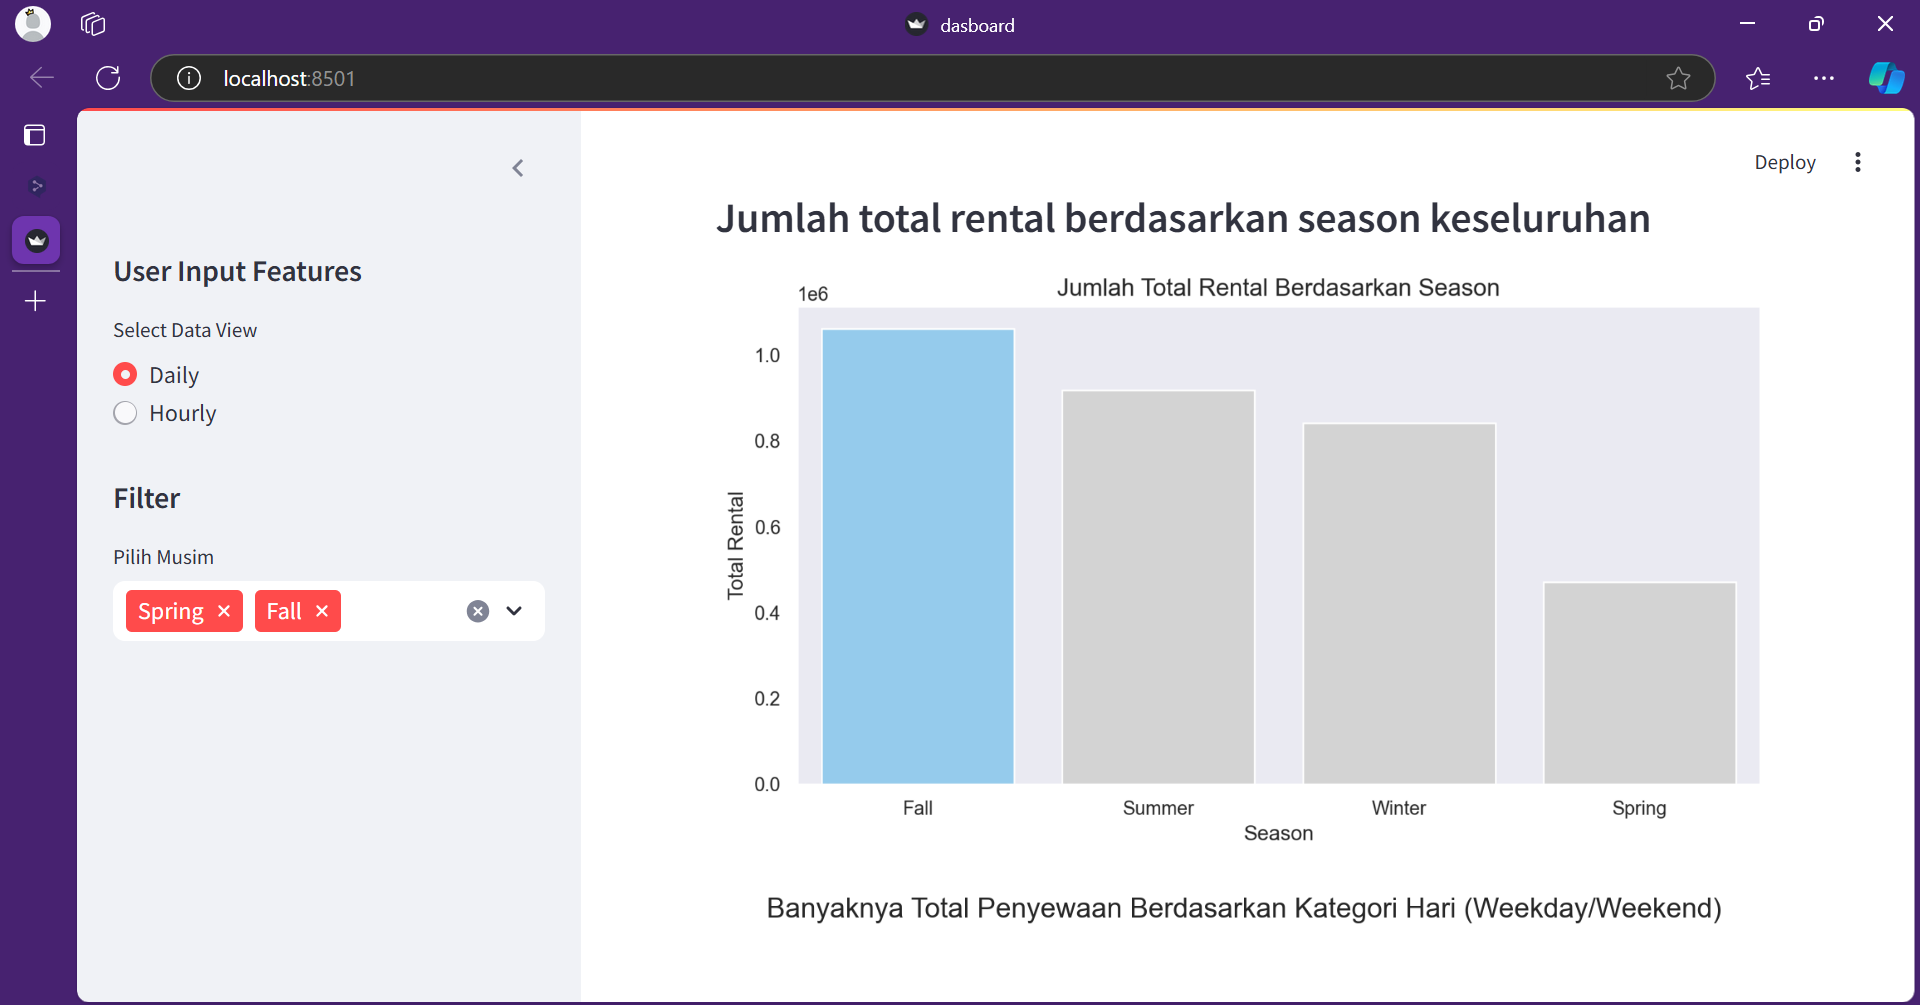 dasboard
localhost:8501
Deploy
User Input Features
Select Data View
Daily
Hourly
Filter
Pilih Musim
Spring
Fall
Jumlah total rental berdasarkan season keseluruhan
Jumlah Total Rental Berdasarkan Season
1e6
1.0
0.8
0.6
0.4
0.2
0.0
Total Rental
Fall
Summer
Winter
Spring
Season
Banyaknya Total Penyewaan Berdasarkan Kategori Hari (Weekday/Weekend)